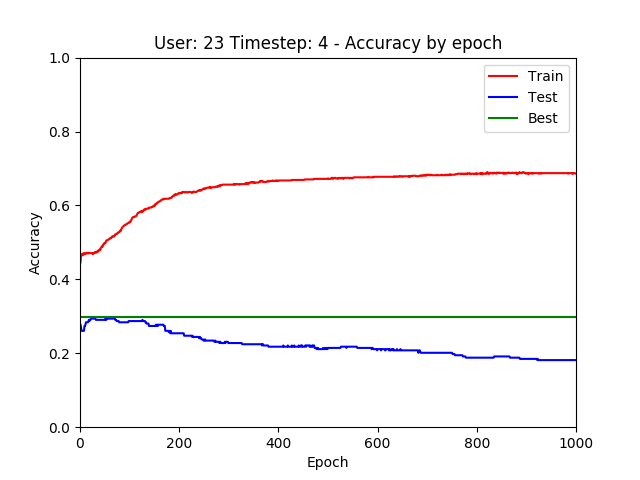 User: 23 Timestep: 4 - Accuracy by epoch
1.0
0.8
0.6
0.4
0.2
0.0
Accuracy
Train
Test
Best
0 200 400 600 800 1000
Epoch